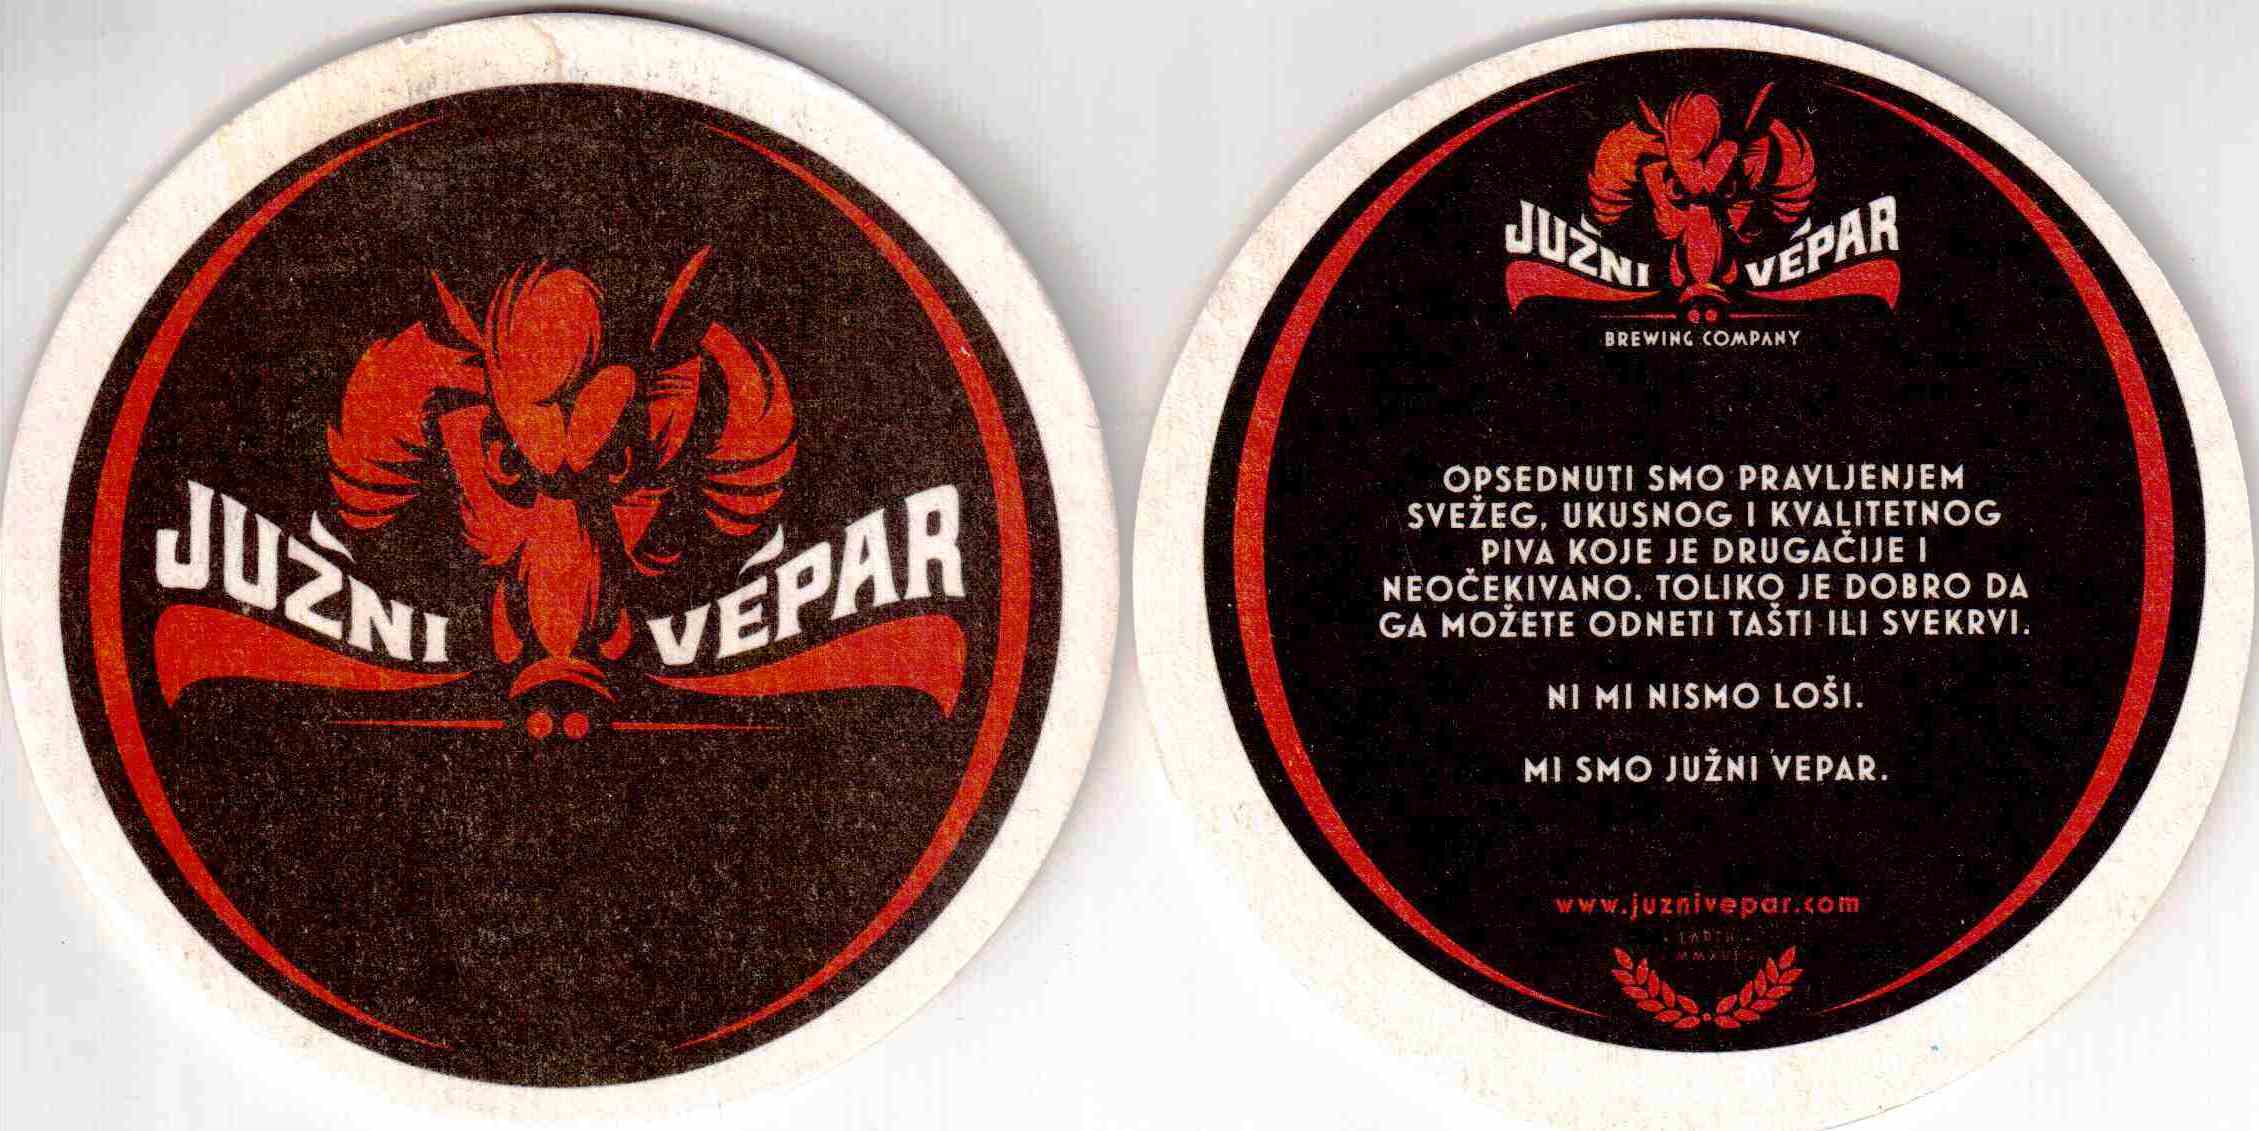 JUŽNI VEPAR
JUŽNI VEPAR
BREWING COMPANY
OPSEDNUTI SMO PRAVLJENJEM
SVEŽEG, UKUSNOG I KVALITETNOG
PIVA KOJE JE DRUGAČIJE I
NEOČEKIVANO. TOLIKO JE DOBRO DA
GA MOŽETE ODNETI TAŠTI ILI SVEKRVI.
NI MI NISMO LOŠI.
MI SMO JUŽNI VEPAR.
www.juznivepar.com